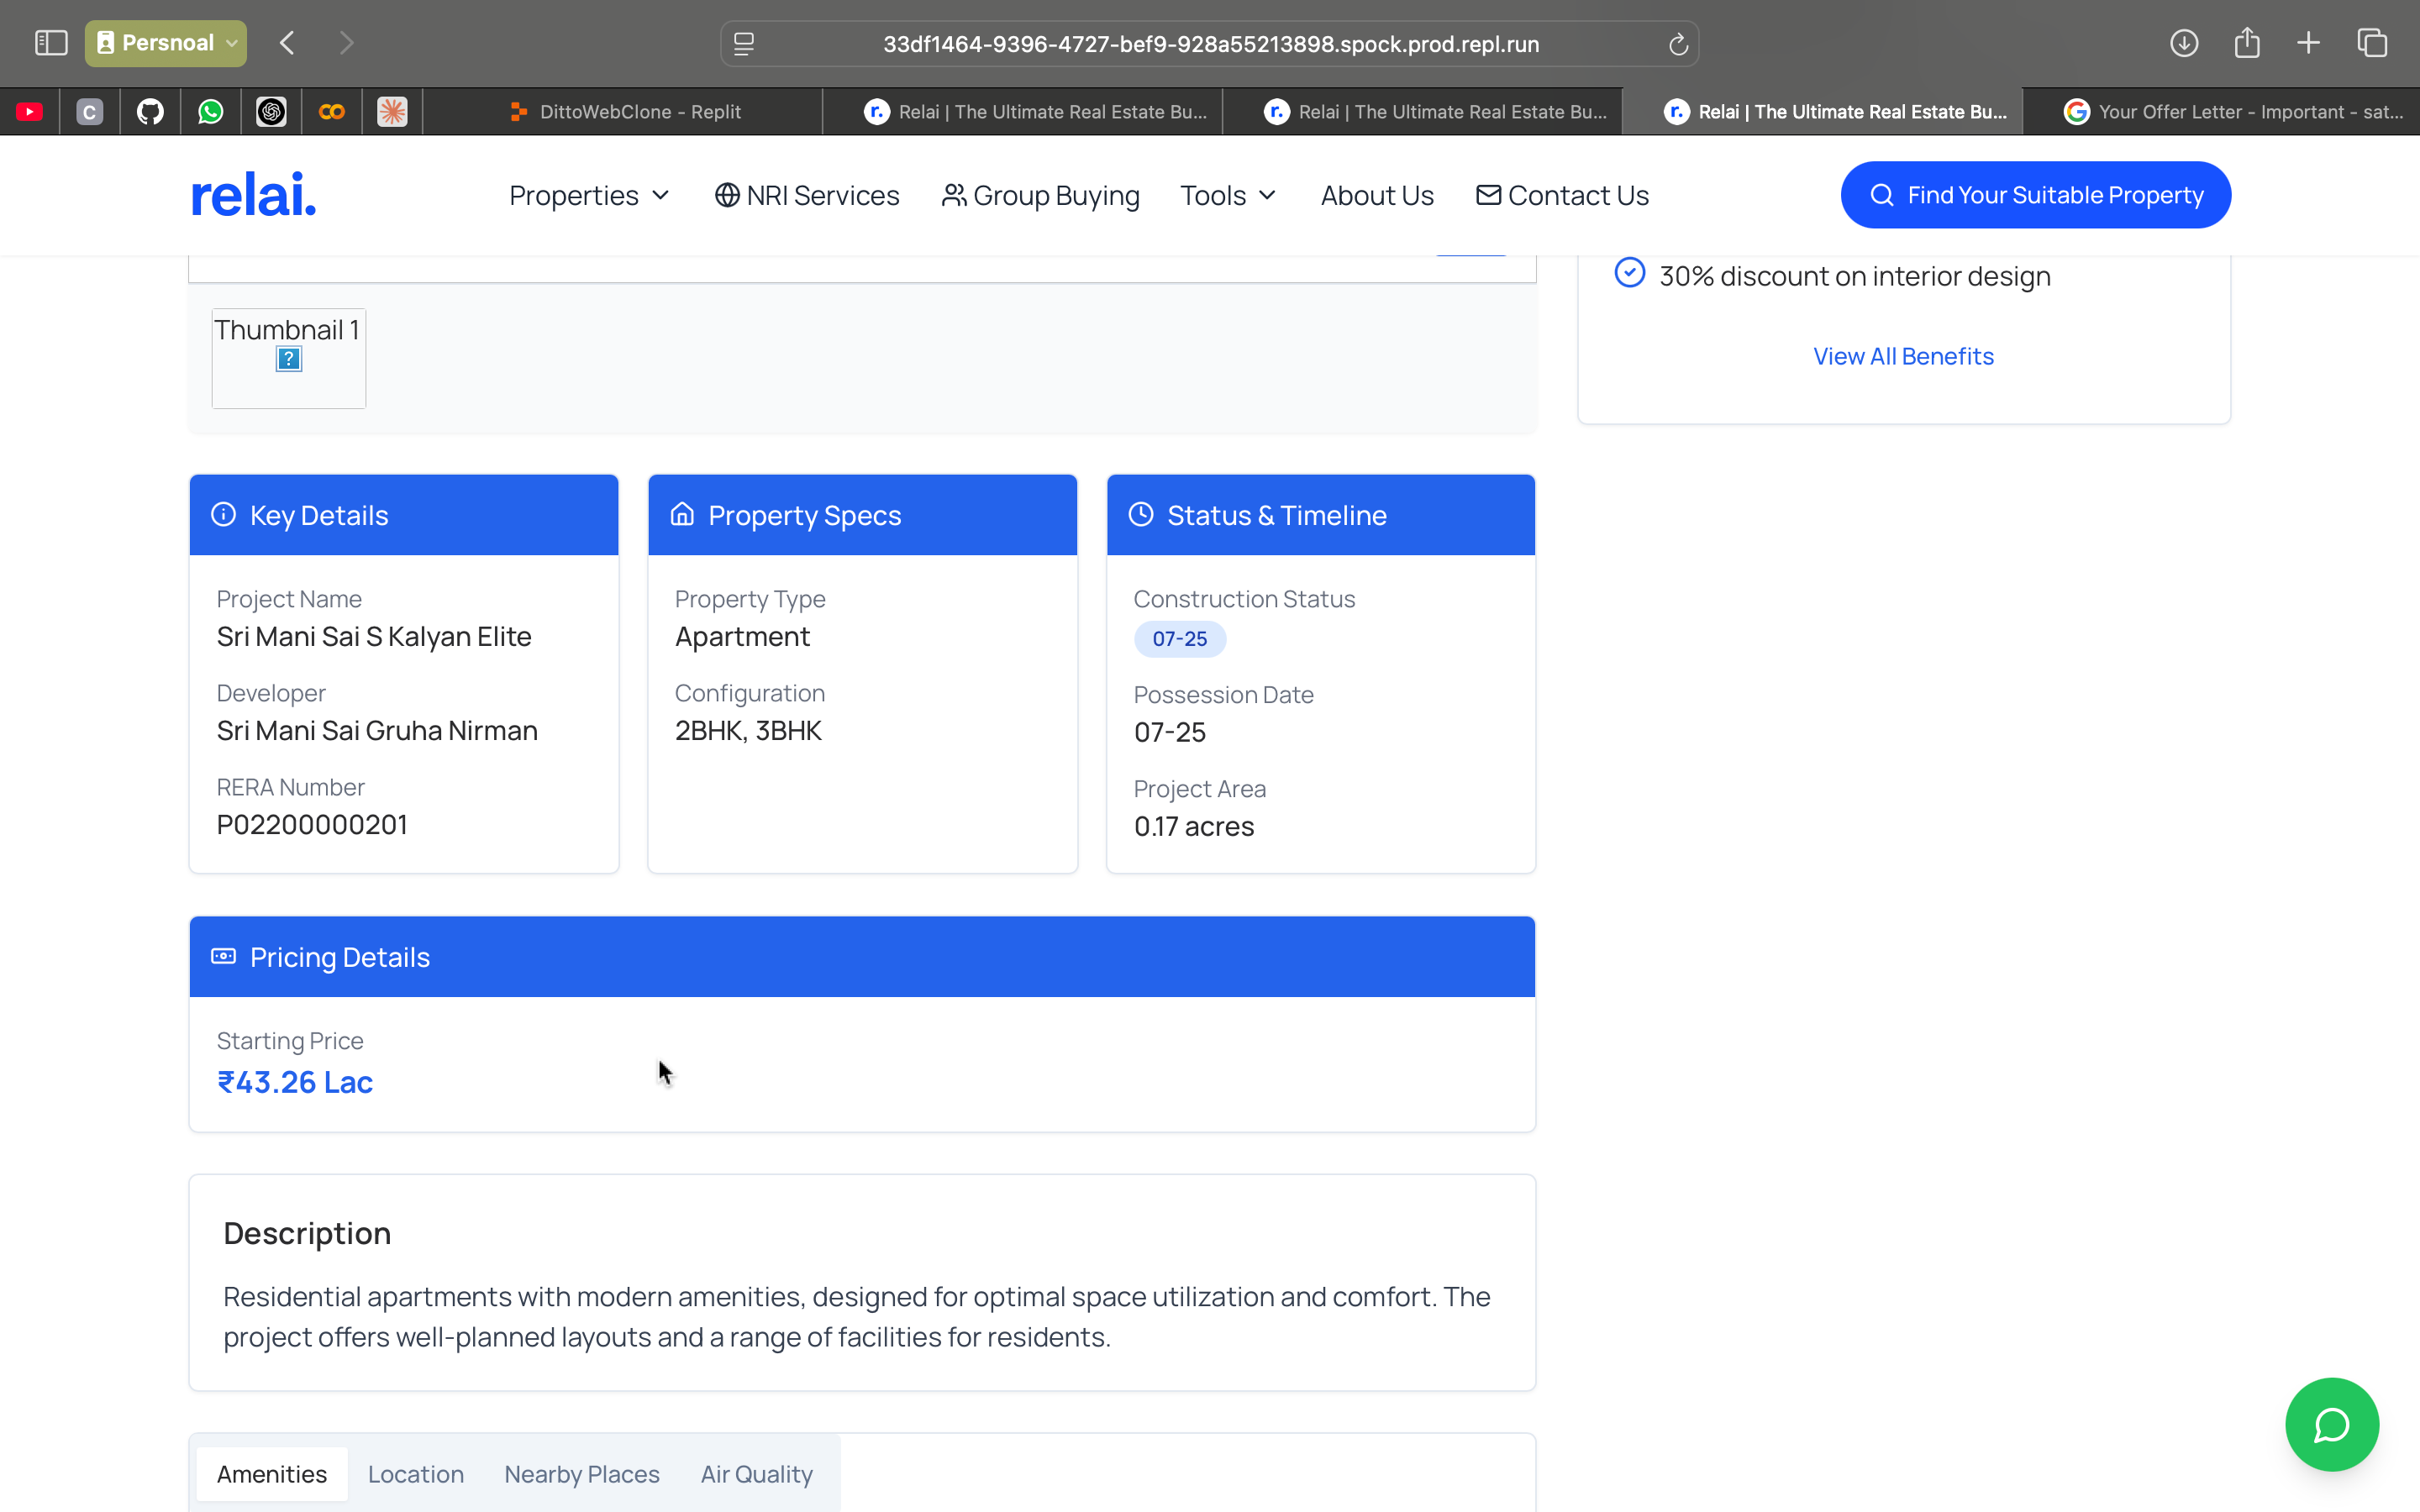 Persnoal
33df1464-9396-4727-bef9-928a55213898.spock.prod.repl.run
C
DittoWebClone - Replit
r. Relai | The Ultimate Real Estate Bu...
r. Relai | The Ultimate Real Estate Bu...
r. Relai | The Ultimate Real Estate Bu...
G Your Offer Letter - Important - sat...
relai.
Properties
NRI Services
Group Buying
Tools
About Us
Contact Us
Find Your Suitable Property
30% discount on interior design
View All Benefits
Thumbnail 1
?
Key Details
Project Name
Sri Mani Sai S Kalyan Elite
Developer
Sri Mani Sai Gruha Nirman
RERA Number
P02200000201
Property Specs
Property Type
Apartment
Configuration
2BHK, 3BHK
Status & Timeline
Construction Status
07-25
Possession Date
07-25
Project Area
0.17 acres
Pricing Details
Starting Price
₹43.26 Lac
Description
Residential apartments with modern amenities, designed for optimal space utilization and comfort. The
project offers well-planned layouts and a range of facilities for residents.
Amenities
Location
Nearby Places
Air Quality